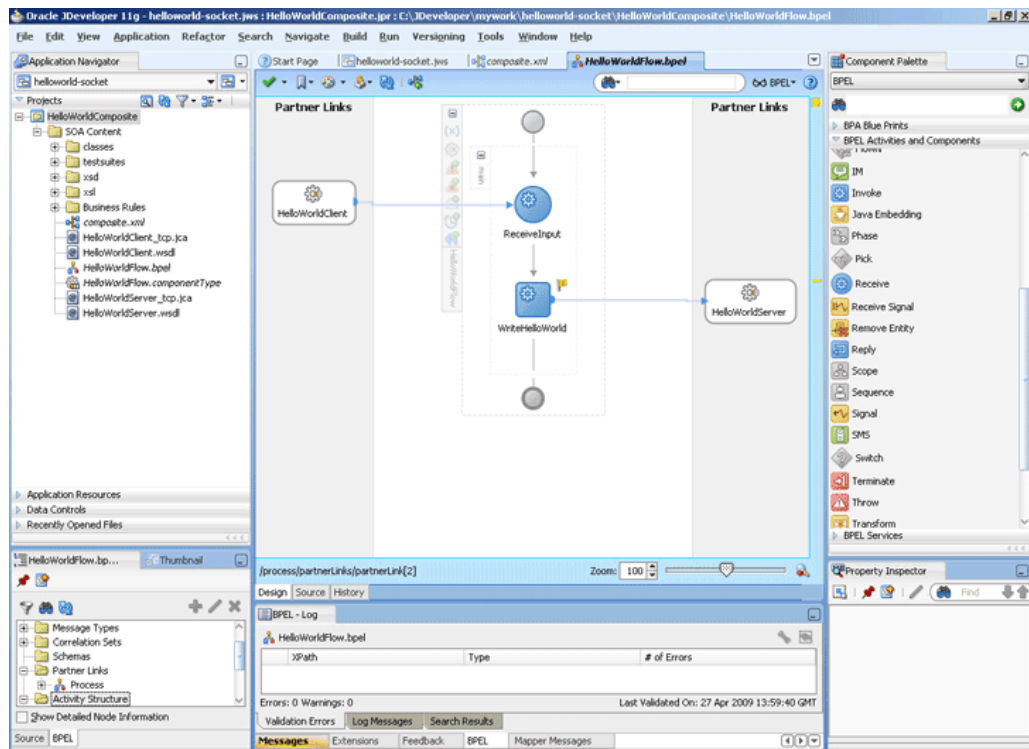 Oracle JDeveloper 11g - helloworld-socket.jws : HelloWorldComposite.jpr : C:\JDeveloper\mywork\helloworld-socket\HelloWorldComposite\HelloWorldFlow.bpel
File Edit View Application Refactor Search Navigate Build Run Versioning Tools Window Help
Application Navigator
helloworld-socket
Projects
HelloWorldComposite
SOA Content
classes
testsuites
xsd
xsl
Business Rules
composite.xml
HelloWorldClient_tcp.jca
HelloWorldClient.wsdl
HelloWorldFlow.bpel
HelloWorldFlow.componentType
HelloWorldServer_tcp.jca
HelloWorldServer.wsdl
Application Resources
Data Controls
Recently Opened Files
HelloWorldFlow.bp... Thumbnail
Message Types
Correlation Sets
Schemas
Partner Links
Process
Activity Structure
Show Detailed Node Information
Source BPEL
Start Page helloworld-socket.jws composite.xml HelloWorldFlow.bpel
BPEL
Partner Links Partner Links
main
HelloWorldClient
ReceiveInput
HelloWorldFlow
HelloWorldServer
WriteHelloWorld
/process/partnerLinks/partnerLink[2] Zoom: 100
Design Source History
BPEL - Log
HelloWorldFlow.bpel
XPath Type # of Errors
Errors: 0 Warnings: 0 Last Validated On: 27 Apr 2009 13:59:40 GMT
Validation Errors Log Messages Search Results
Messages Extensions Feedback BPEL Mapper Messages
Component Palette
BPEL
BPA Blue Prints
BPEL Activities and Components
IM
Invoke
Java Embedding
Phase
Pick
Receive
Receive Signal
Remove Entity
Reply
Scope
Sequence
Signal
SMS
Switch
Terminate
Throw
Transform
BPEL Services
Property Inspector
Find